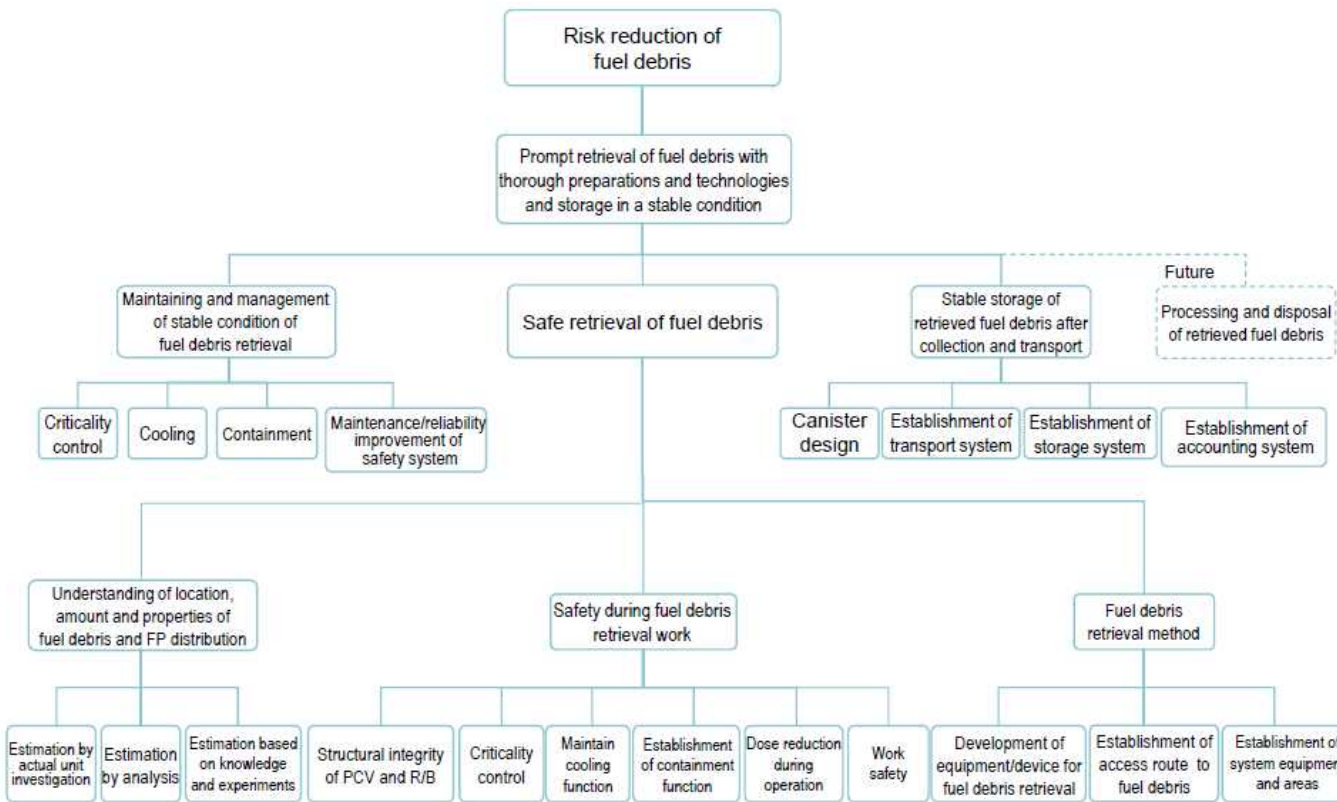 Risk reduction of
fuel debris
Prompt retrieval of fuel debris with
thorough preparations and technologies
and storage in a stable condition
Future
Maintaining and management
of stable condition of
fuel debris retrieval
Safe retrieval of fuel debris
Stable storage of
retrieved fuel debris after
collection and transport
Processing and disposal
of retrieved fuel debris
Criticality
control
Cooling
Containment
Maintenance/reliability
improvement of
safety system
Canister
design
Establishment of
transport system
Establishment of
storage system
Establishment of
accounting system
Understanding of location,
amount and properties of
fuel debris and FP distribution
Safety during fuel debris
retrieval work
Fuel debris
retrieval method
Estimation by
actual unit
investigation
Estimation
by analysis
Estimation based
on knowledge
and experiments
Structural integrity
of PCV and R/B
Criticality
control
Maintain
cooling
function
Establishment
of containment
function
Dose reduction
during
operation
Work
safety
Development of
equipment/device for
fuel debris retrieval
Establishment of
access route to
fuel debris
Establishment of
system equipment
and areas